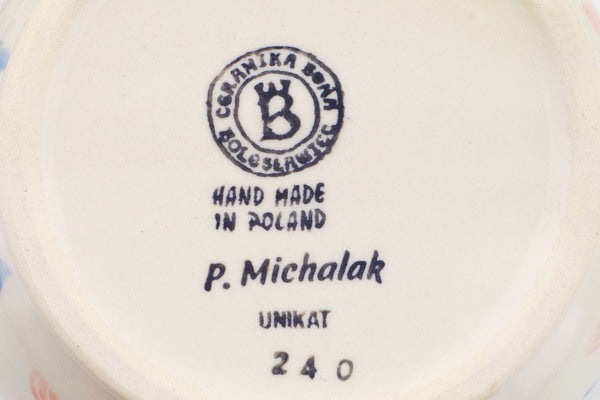 CERAMIKA BONA
B
BOLESŁAWIEC
HAND MADE
IN POLAND
P. Michalak
UNIKAT
240